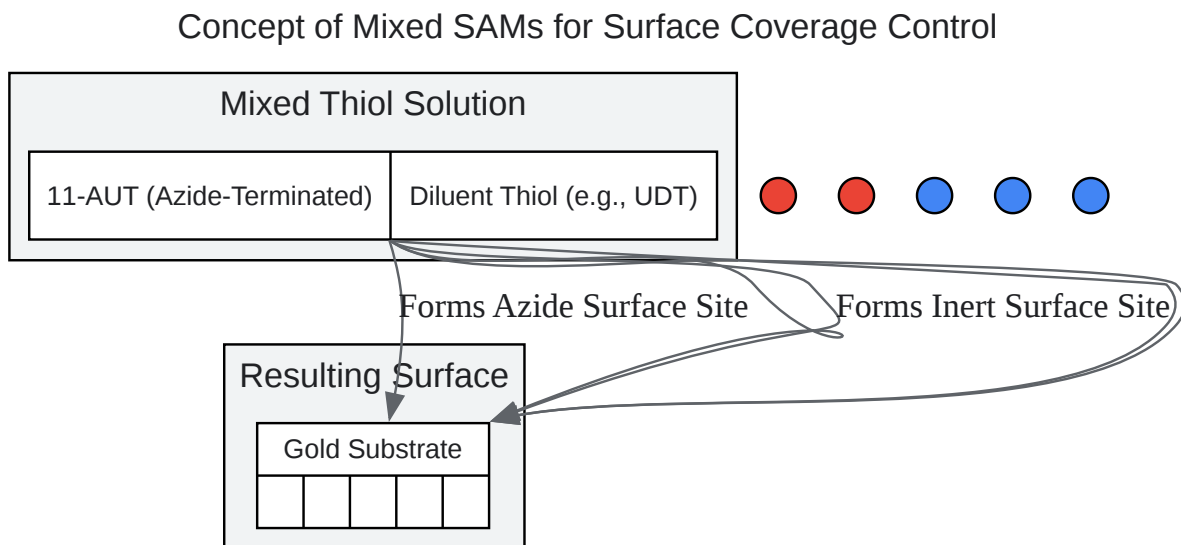 Concept of Mixed SAMs for Surface Coverage Control
Mixed Thiol Solution
11-AUT (Azide-Terminated)
Diluent Thiol (e.g., UDT)
Forms Azide Surface Site
Forms Inert Surface Site
Resulting Surface
Gold Substrate